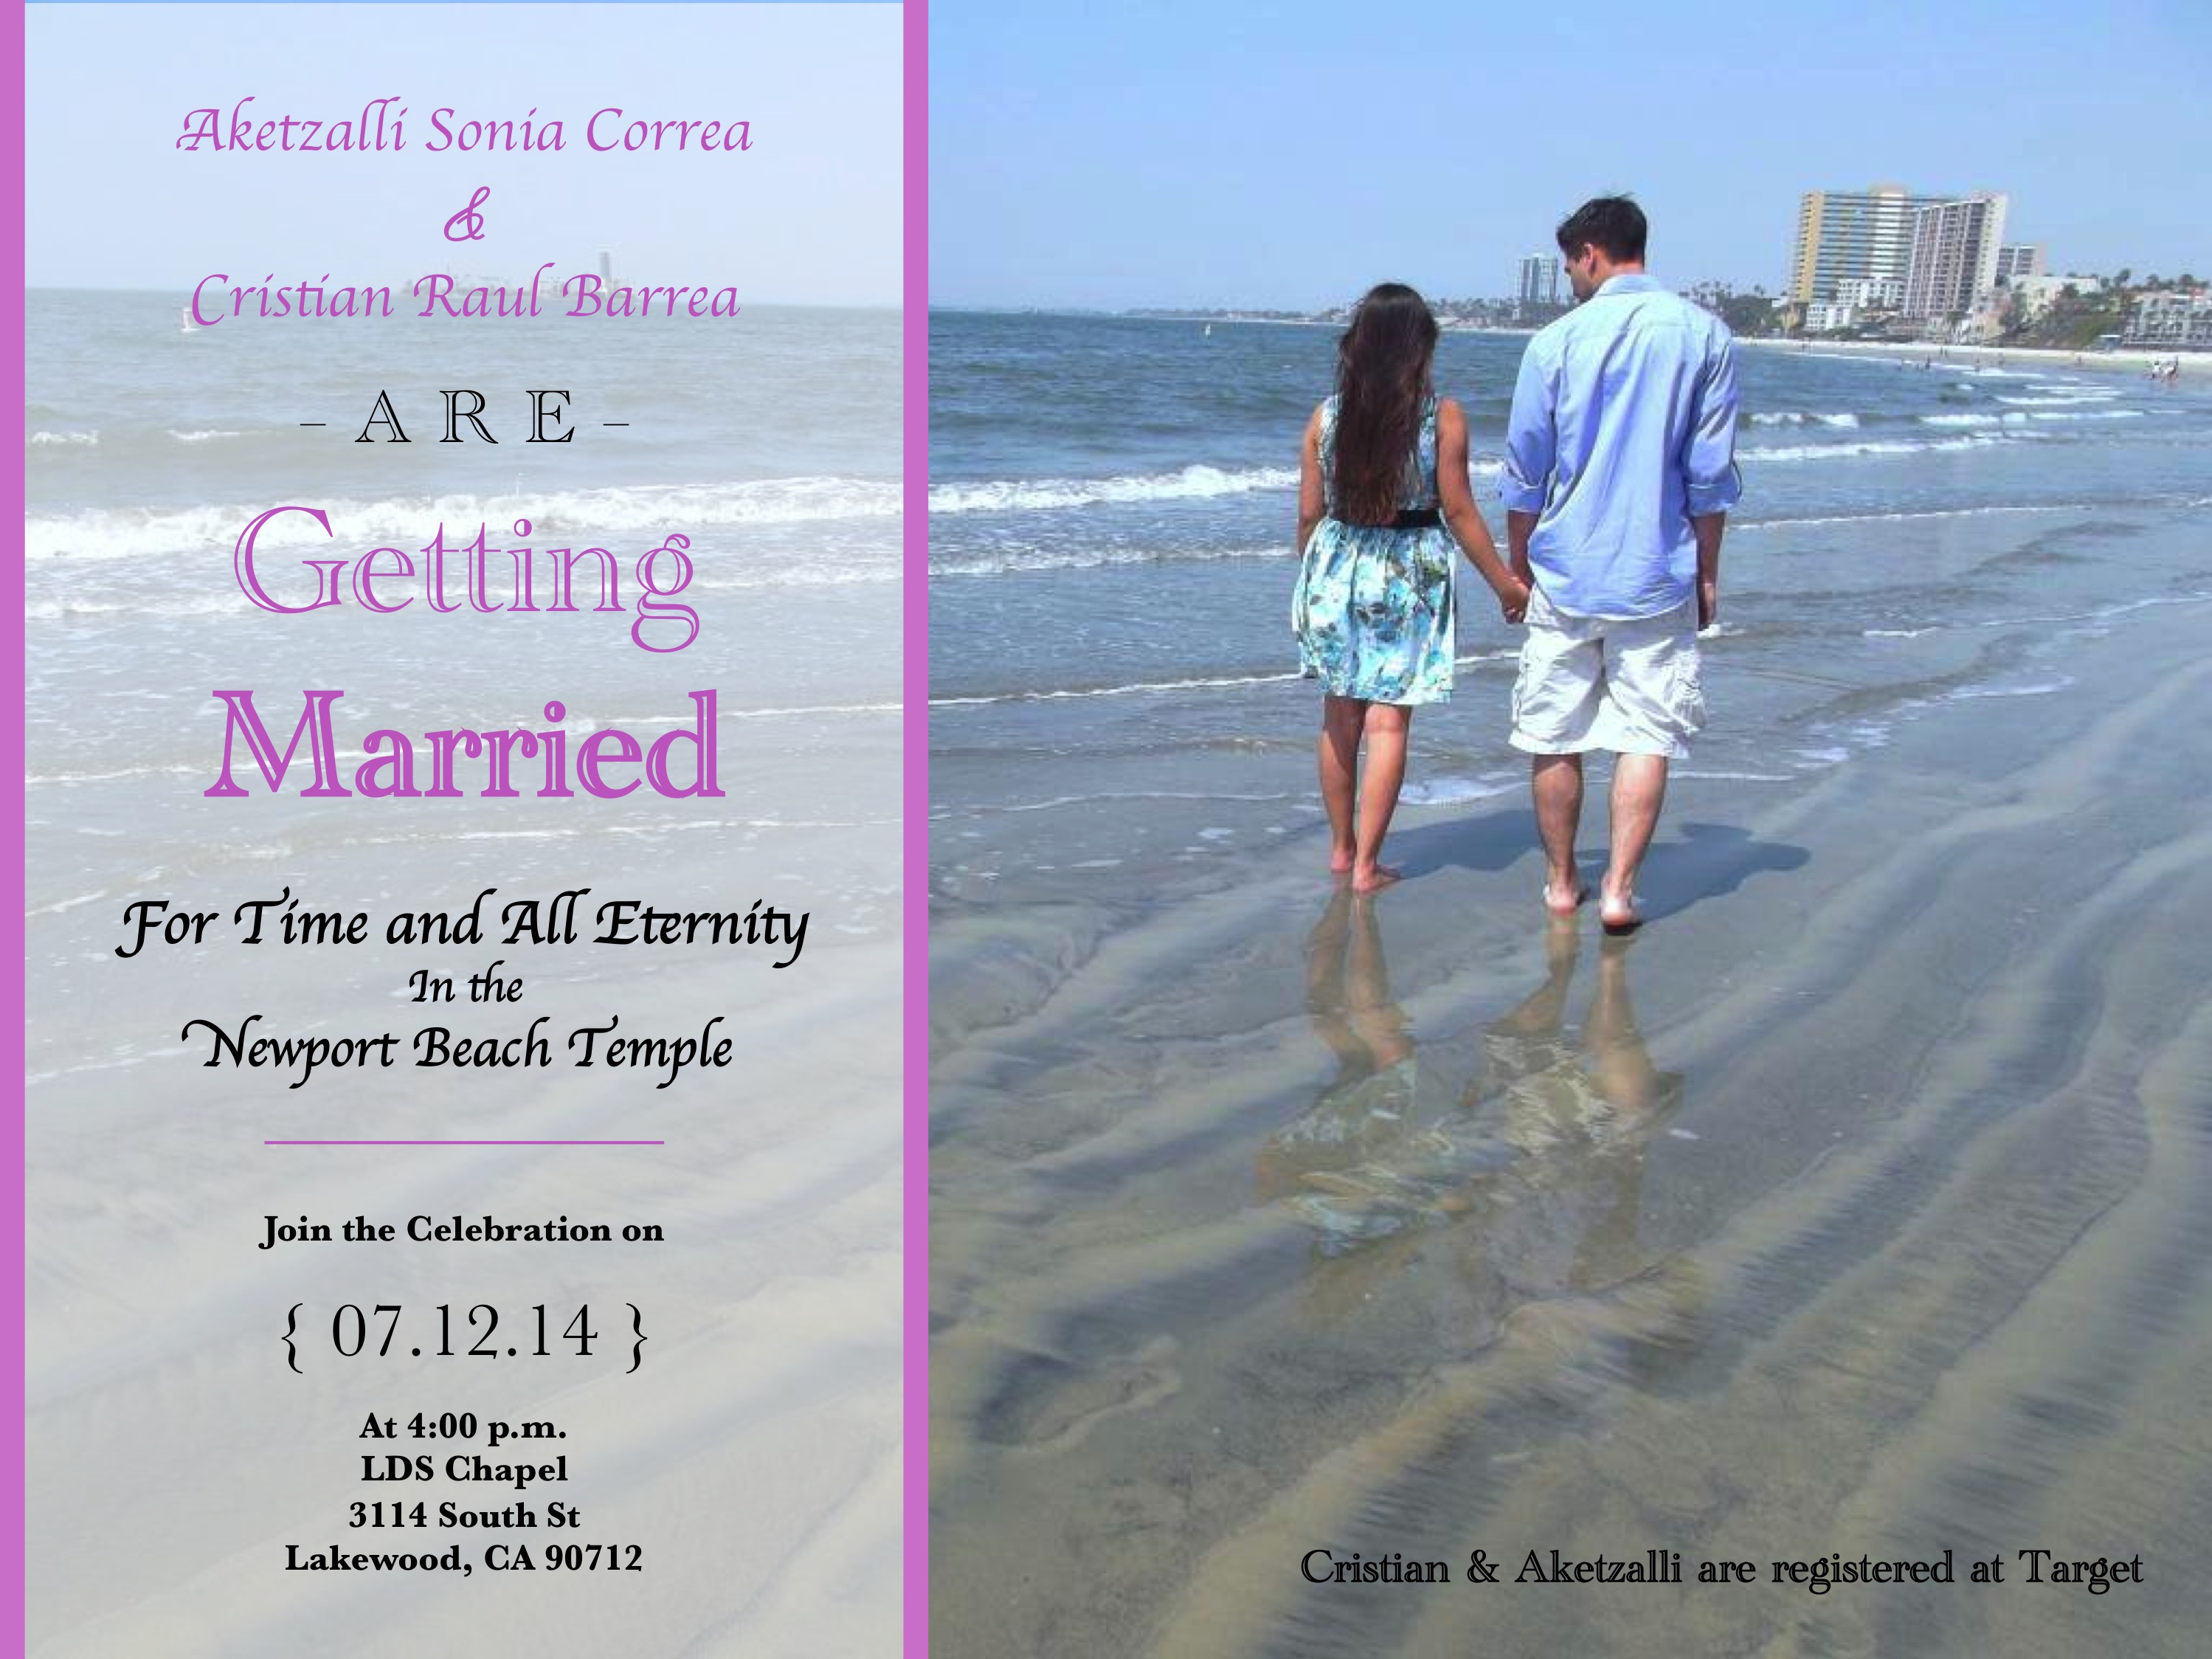 Aketzalli Sonia Correa
&
Cristian Raul Barrea
- A R E -
Getting
Married
For Time and All Eternity
In the
Newport Beach Temple
Join the Celebration on
{ 07.12.14 }
At 4:00 p.m.
LDS Chapel
3114 South St
Lakewood, CA 90712
Cristian & Aketzalli are registered at Target